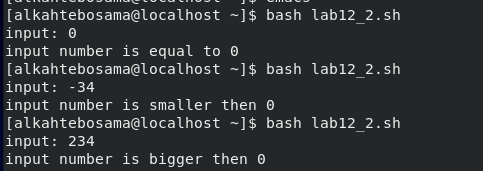 [alkahtebosama@localhost ~]$ emacs
[alkahtebosama@localhost ~]$ bash lab12_2.sh
input: 0
input number is equal to 0
[alkahtebosama@localhost ~]$ bash lab12_2.sh
input: -34
input number is smaller then 0
[alkahtebosama@localhost ~]$ bash lab12_2.sh
input: 234
input number is bigger then 0